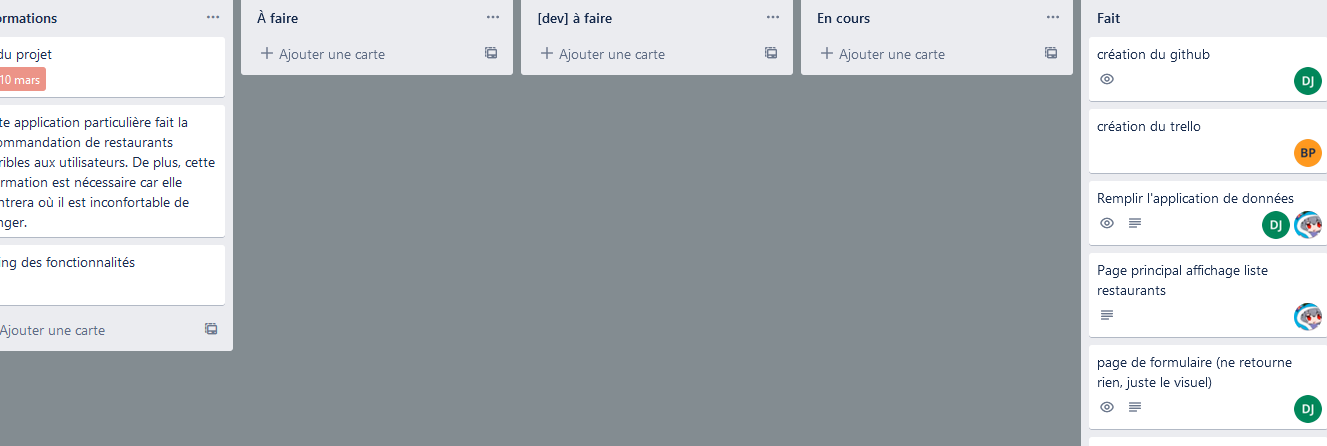 ormations
du projet
10 mars
te application particulière fait la
ommandation de restaurants
ribles aux utilisateurs. De plus, cette
ormation est nécessaire car elle
ntrera où il est inconfortable de
nger.
ing des fonctionnalités
Ajouter une carte
À faire
Ajouter une carte
[dev] à faire
Ajouter une carte
En cours
Ajouter une carte
Fait
création du github
DJ
création du trello
BP
Remplir l'application de données
DJ
Page principal affichage liste
restaurants
page de formulaire (ne retourne
rien, juste le visuel)
DJ